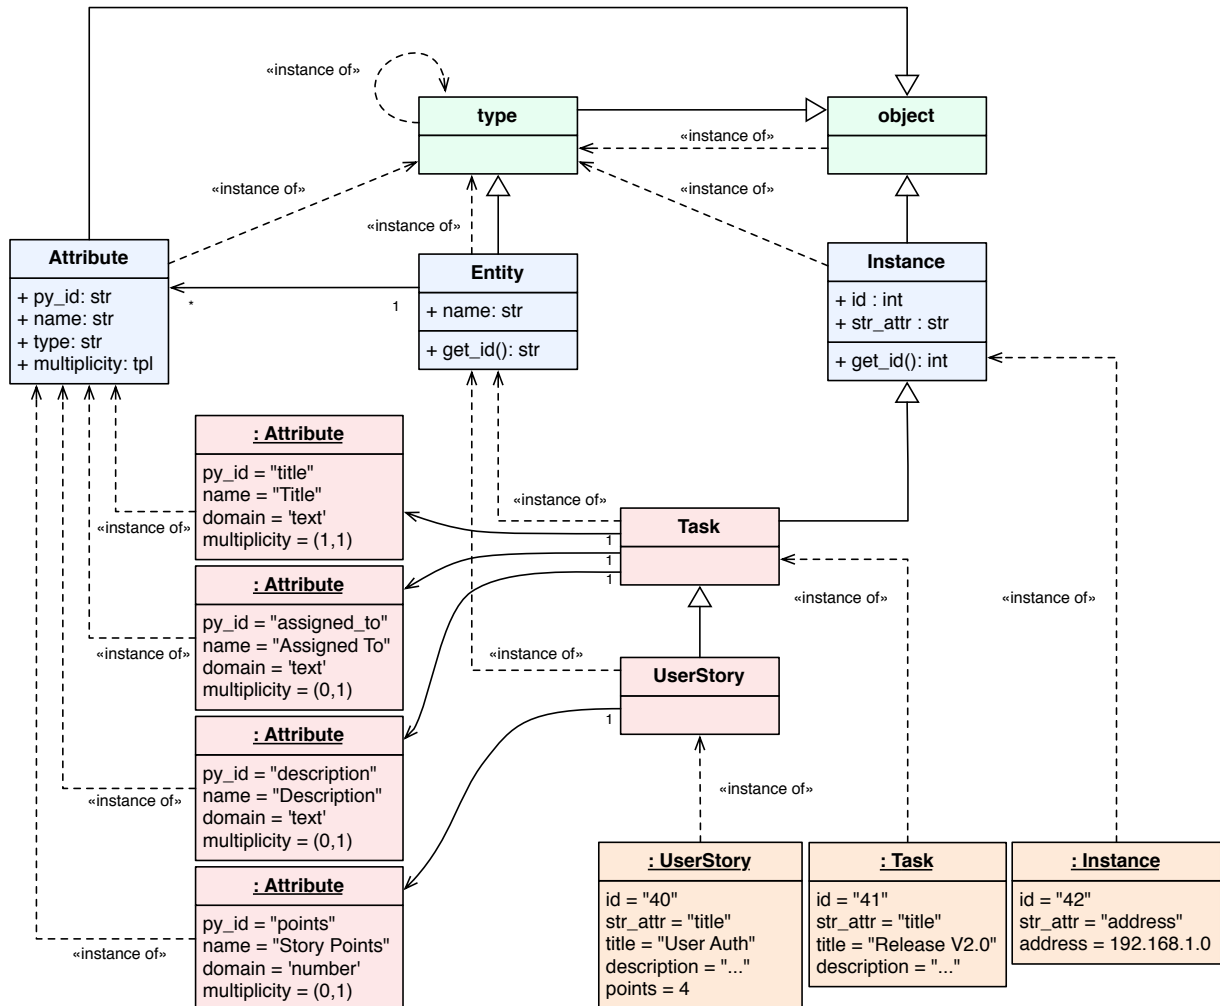 «instance of»
type
object
«instance of»
«instance of»
«instance of»
«instance of»
Attribute
+ py_id: str
+ name: str
+ type: str
+ multiplicity: tpl
*
1
Entity
+ name: str
+ get_id(): str
Instance
+ id : int
+ str_attr : str
+ get_id(): int
: Attribute
py_id = "title"
name = "Title"
domain = 'text'
multiplicity = (1,1)
«instance of»
«instance of»
Task
1
1
1
: Attribute
py_id = "assigned_to"
name = "Assigned To"
domain = 'text'
multiplicity = (0,1)
«instance of»
«instance of»
«instance of»
«instance of»
UserStory
1
: Attribute
py_id = "description"
name = "Description"
domain = 'text'
multiplicity = (0,1)
«instance of»
«instance of»
: Attribute
py_id = "points"
name = "Story Points"
domain = 'number'
multiplicity = (0,1)
«instance of»
: UserStory
id = "40"
str_attr = "title"
title = "User Auth"
description = "..."
points = 4
: Task
id = "41"
str_attr = "title"
title = "Release V2.0"
description = "..."
: Instance
id = "42"
str_attr = "address"
address = 192.168.1.0